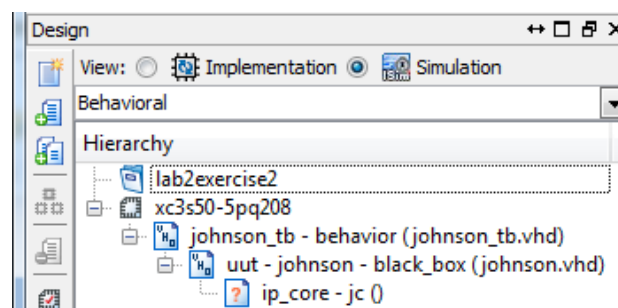 Design
View: Implementation Simulation
Behavioral
Hierarchy
lab2exercise2
xc3s50-5pq208
johnson_tb - behavior (johnson_tb.vhd)
uut - johnson - black_box (johnson.vhd)
ip_core - jc ()